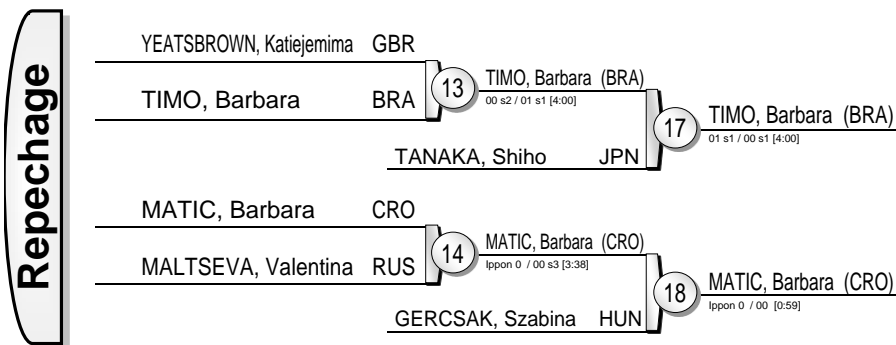 Repechage
YEATSBROWN, Katiejemima GBR
TIMO, Barbara BRA
13
TIMO, Barbara (BRA)
00 s2 / 01 s1 [4:00]
TANAKA, Shiho JPN
17
TIMO, Barbara (BRA)
01 s1 / 00 s1 [4:00]
MATIC, Barbara CRO
MALTSEVA, Valentina RUS
14
MATIC, Barbara (CRO)
Ippon 0 / 00 s3 [3:38]
GERCSAK, Szabina HUN
18
MATIC, Barbara (CRO)
Ippon 0 / 00 [0:59]